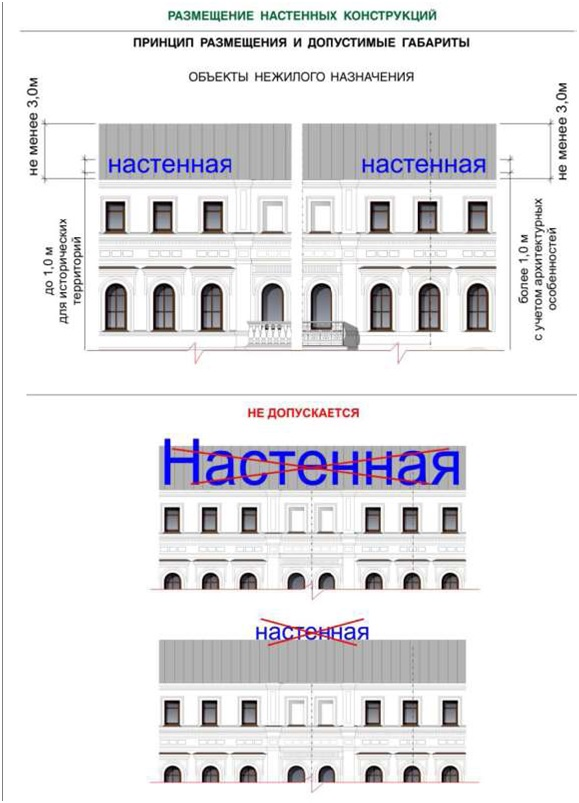 РАЗМЕЩЕНИЕ НАСТЕННЫХ КОНСТРУКЦИЙ
ПРИНЦИП РАЗМЕЩЕНИЯ И ДОПУСТИМЫЕ ГАБАРИТЫ
ОБЪЕКТЫ НЕЖИЛОГО НАЗНАЧЕНИЯ
не менее 3,0м
настенная
настенная
не менее 3,0м
до 1,0 м
для исторических
территорий
более 1,0 м
с учетом архитектурных
особенностей
НЕ ДОПУСКАЕТСЯ
Настенная
настенная